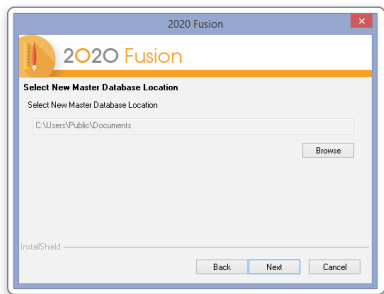 2020 Fusion
2020 Fusion
Select New Master Database Location
Select New Master Database Location
C:\Users\Public\Documents
Browse
InstallShield
Back Next Cancel